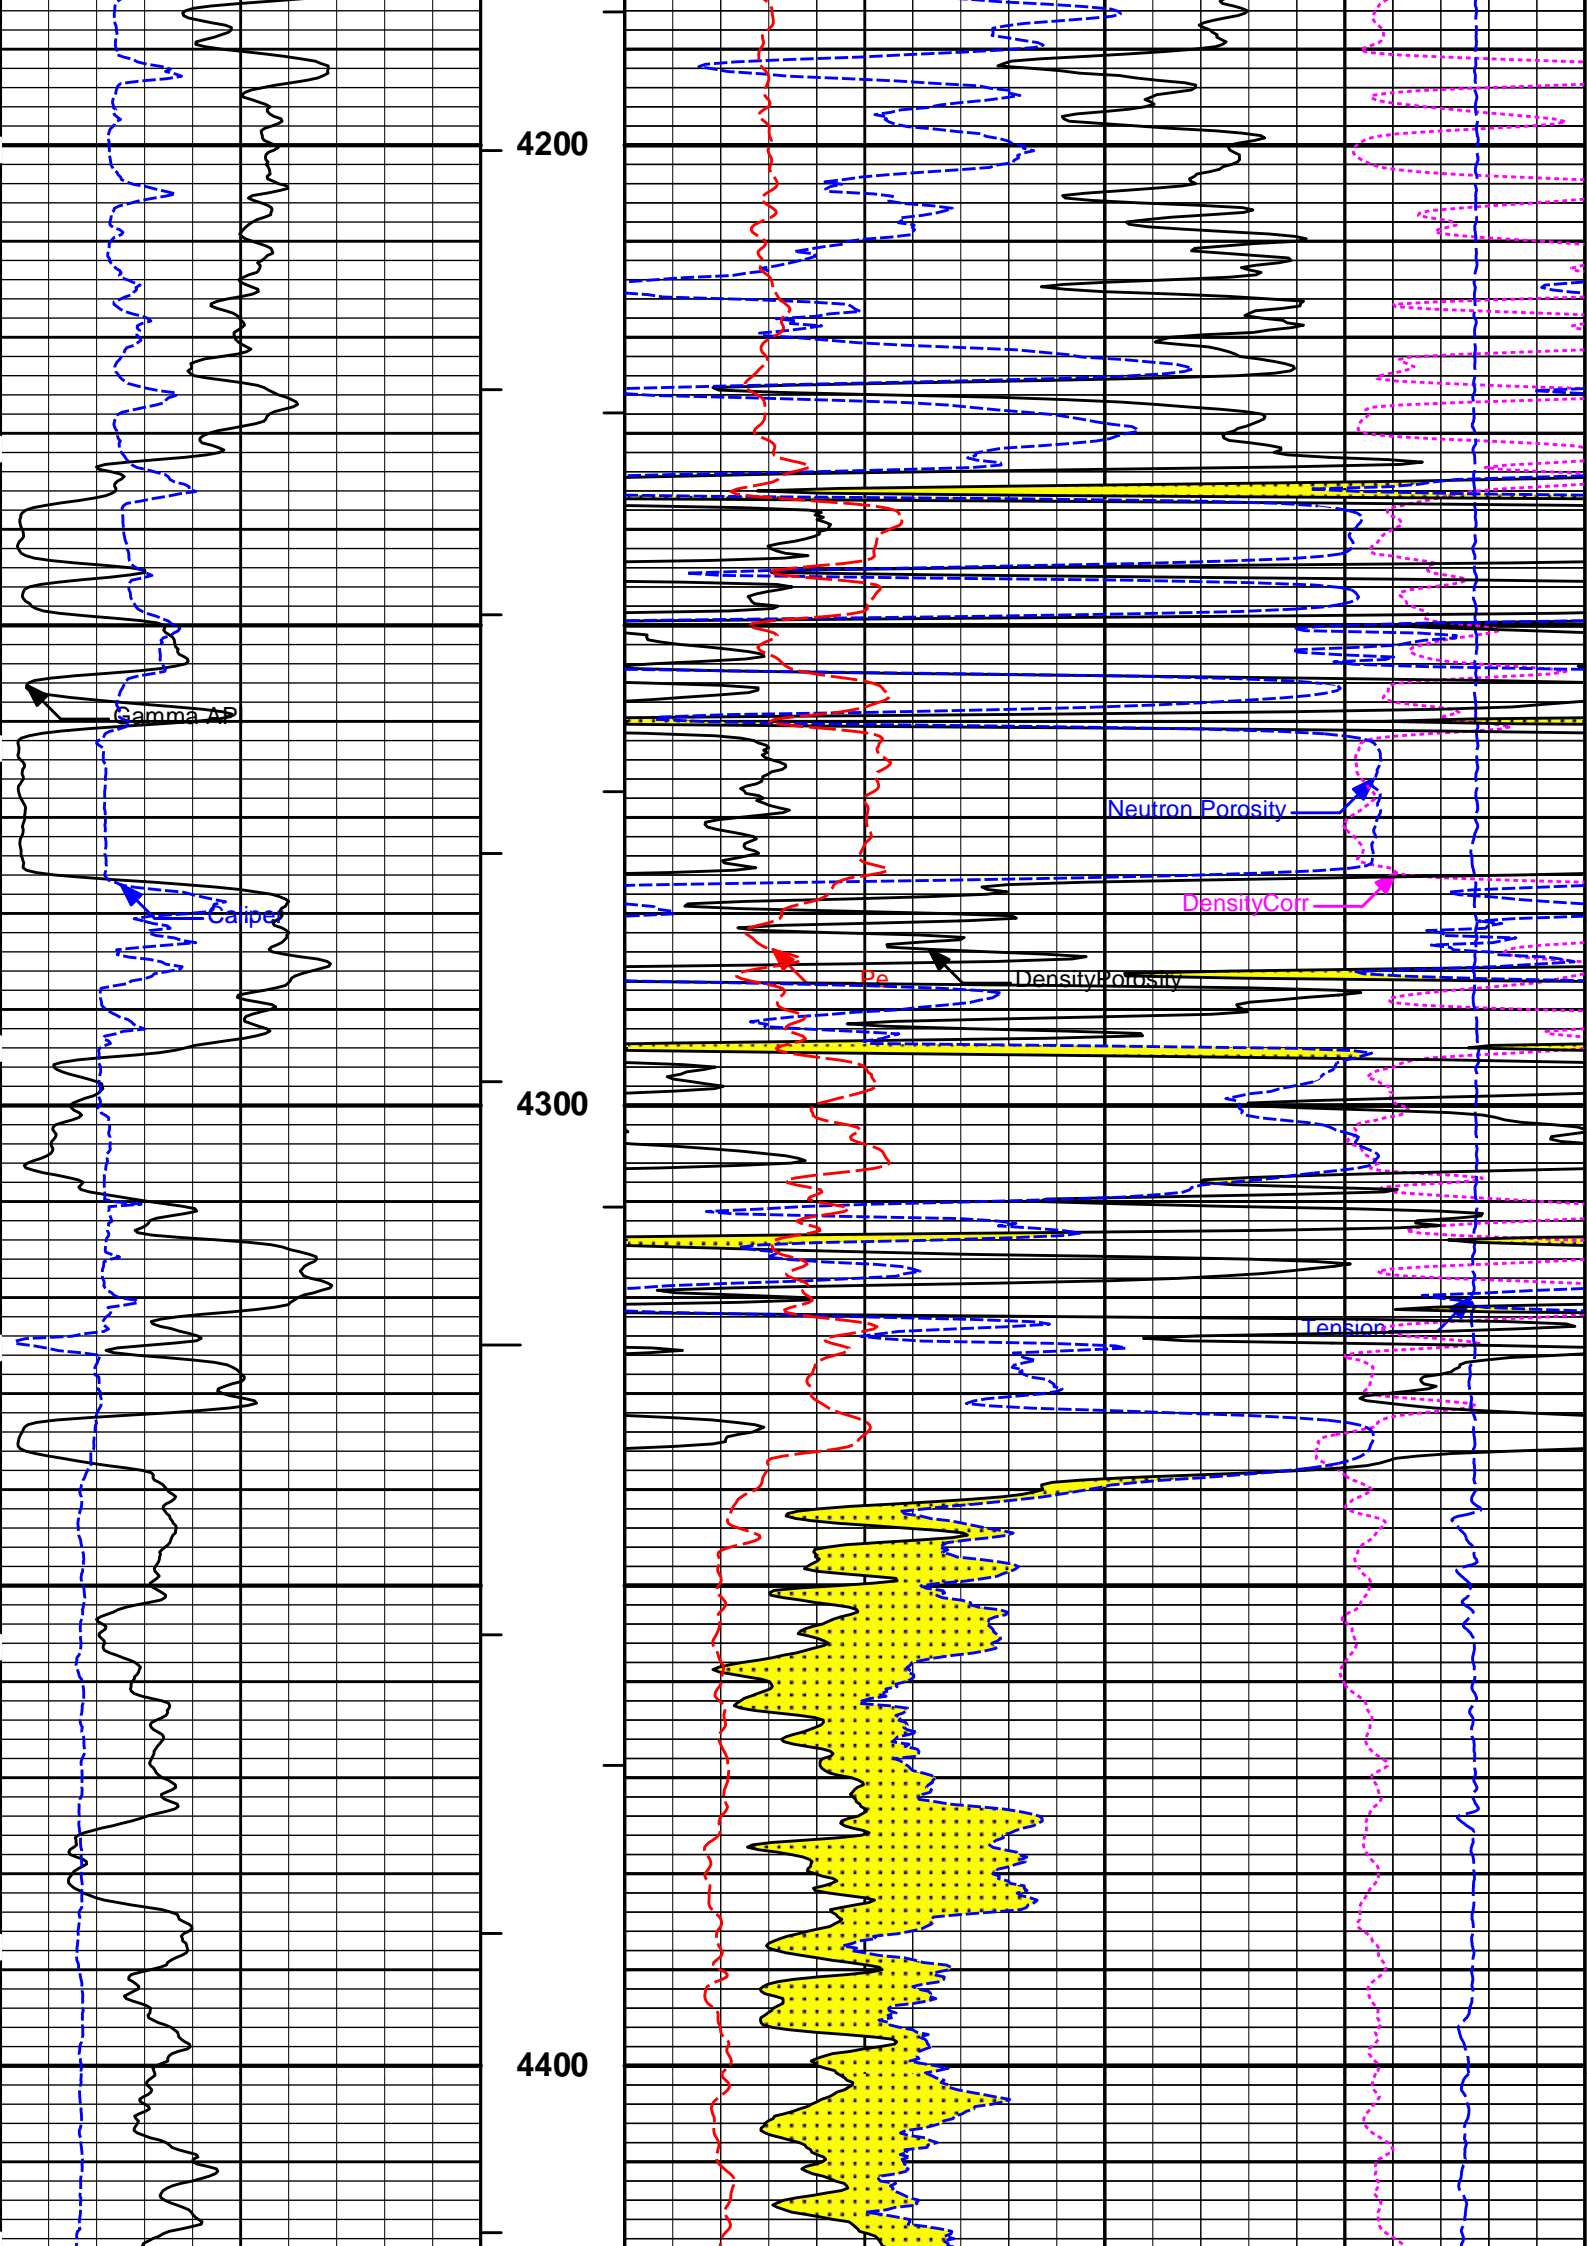 4200
Gamma AP
Neutron Porosity
DensityCorr
Caliper
Pe
DensityPorosity
4300
Tension
4400